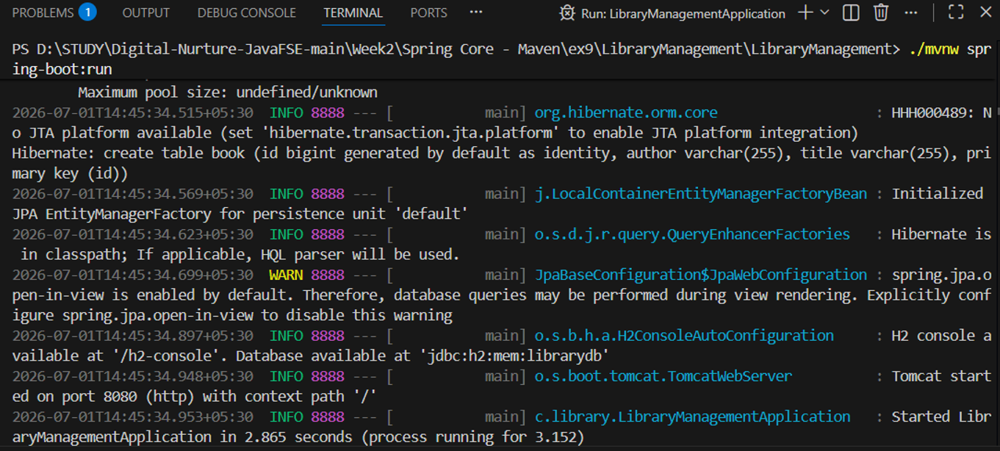 PROBLEMS 1 OUTPUT DEBUG CONSOLE TERMINAL PORTS ··· Run: LibraryManagementApplication ···
PS D:\STUDY\Digital-Nurture-JavaFSE-main\Week2\Spring Core - Maven\ex9\LibraryManagement\LibraryManagement> ./mvnw spr
ing-boot:run
Maximum pool size: undefined/unknown
2026-07-01T14:45:34.515+05:30  INFO 8888 --- [           main] org.hibernate.orm.core                   : HHH000489: N
o JTA platform available (set 'hibernate.transaction.jta.platform' to enable JTA platform integration)
Hibernate: create table book (id bigint generated by default as identity, author varchar(255), title varchar(255), pri
mary key (id))
2026-07-01T14:45:34.569+05:30  INFO 8888 --- [           main] j.LocalContainerEntityManagerFactoryBean : Initialized
JPA EntityManagerFactory for persistence unit 'default'
2026-07-01T14:45:34.623+05:30  INFO 8888 --- [           main] o.s.d.j.r.query.QueryEnhancerFactories   : Hibernate is
in classpath; If applicable, HQL parser will be used.
2026-07-01T14:45:34.699+05:30  WARN 8888 --- [           main] JpaBaseConfiguration$JpaWebConfiguration : spring.jpa.o
pen-in-view is enabled by default. Therefore, database queries may be performed during view rendering. Explicitly conf
igure spring.jpa.open-in-view to disable this warning
2026-07-01T14:45:34.897+05:30  INFO 8888 --- [           main] o.s.b.h.a.H2ConsoleAutoConfiguration     : H2 console a
vailable at '/h2-console'. Database available at 'jdbc:h2:mem:librarydb'
2026-07-01T14:45:34.948+05:30  INFO 8888 --- [           main] o.s.boot.tomcat.TomcatWebServer          : Tomcat start
ed on port 8080 (http) with context path '/'
2026-07-01T14:45:34.953+05:30  INFO 8888 --- [           main] c.library.LibraryManagementApplication   : Started Libr
aryManagementApplication in 2.865 seconds (process running for 3.152)